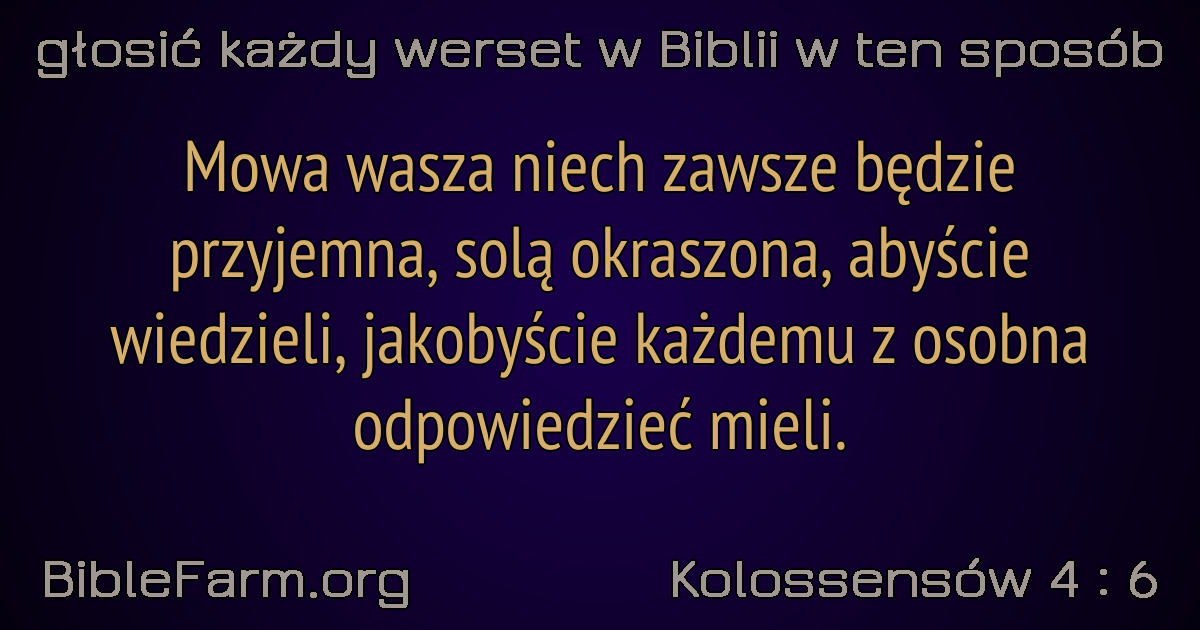 głosić każdy werset w Biblii w ten sposób
Mowa wasza niech zawsze będzie
przyjemna, solą okraszona, abyście
wiedzieli, jakobyście każdemu z osobna
odpowiedzieć mieli.
BibleFarm.org
Kolossensów 4 : 6